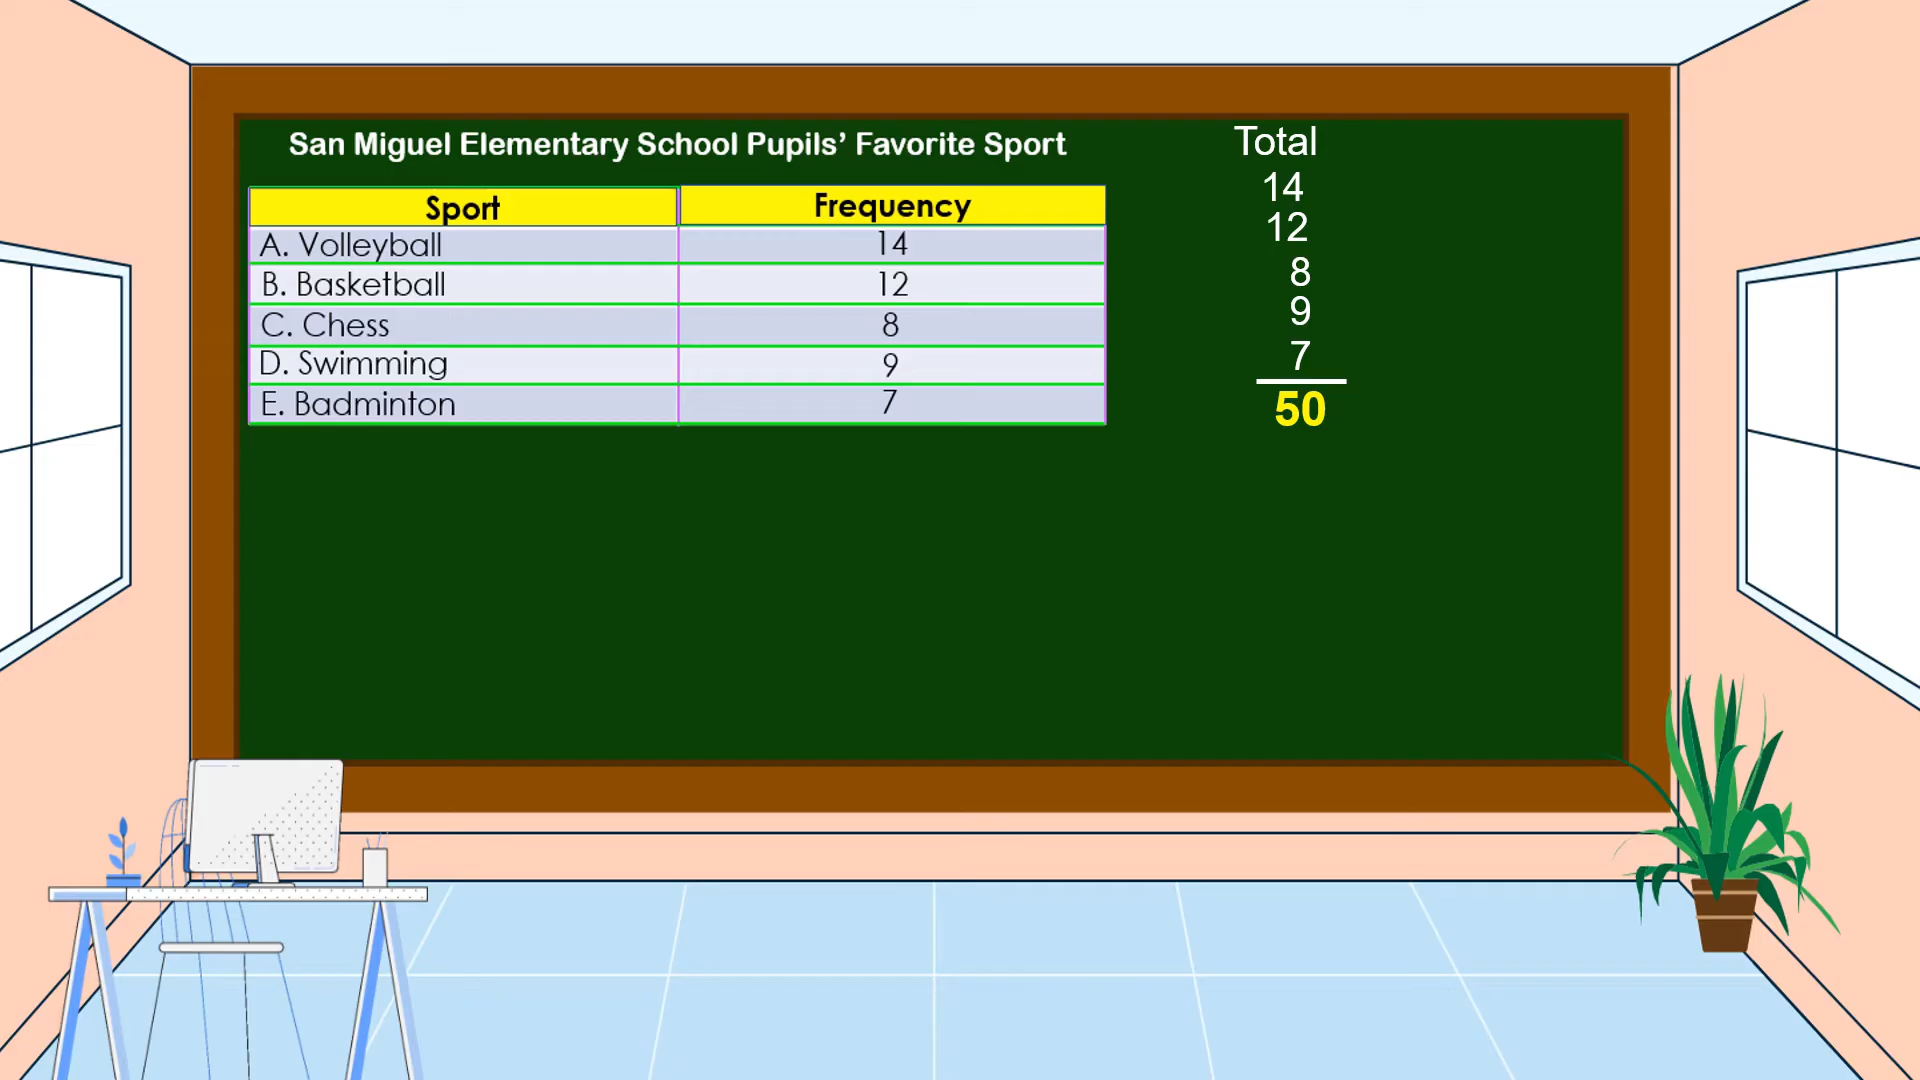 San Miguel Elementary School Pupils’ Favorite Sport
Sport Frequency
A. Volleyball 14
B. Basketball 12
C. Chess 8
D. Swimming 9
E. Badminton 7
Total
14
12
8
9
7
50